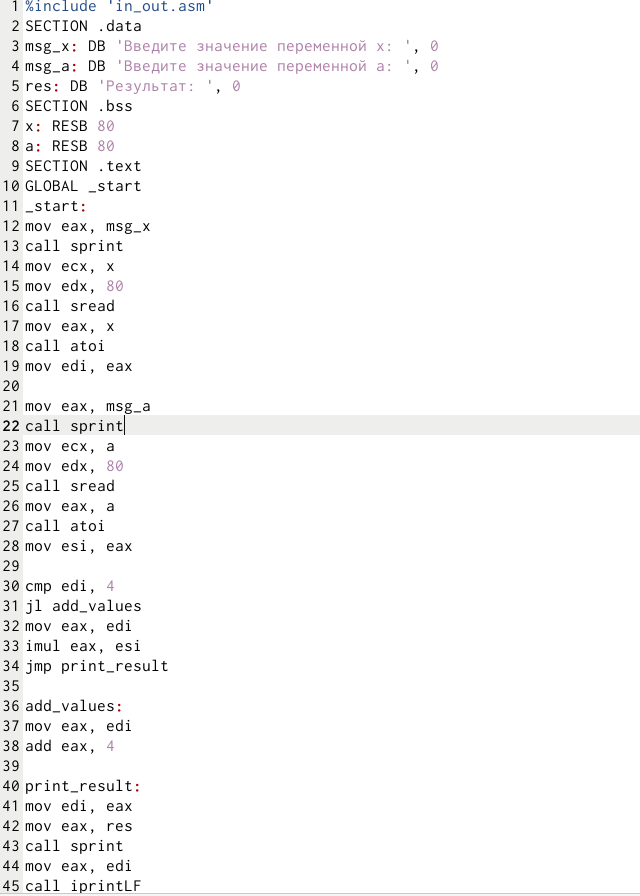 1 %include 'in_out.asm'
2 SECTION .data
3 msg_x: DB 'Введите значение переменной x: ', 0
4 msg_a: DB 'Введите значение переменной a: ', 0
5 res: DB 'Результат: ', 0
6 SECTION .bss
7 x: RESB 80
8 a: RESB 80
9 SECTION .text
10 GLOBAL _start
11 _start:
12 mov eax, msg_x
13 call sprint
14 mov ecx, x
15 mov edx, 80
16 call sread
17 mov eax, x
18 call atoi
19 mov edi, eax
20
21 mov eax, msg_a
22 call sprint
23 mov ecx, a
24 mov edx, 80
25 call sread
26 mov eax, a
27 call atoi
28 mov esi, eax
29
30 cmp edi, 4
31 jl add_values
32 mov eax, edi
33 imul eax, esi
34 jmp print_result
35
36 add_values:
37 mov eax, edi
38 add eax, 4
39
40 print_result:
41 mov edi, eax
42 mov eax, res
43 call sprint
44 mov eax, edi
45 call iprintLF